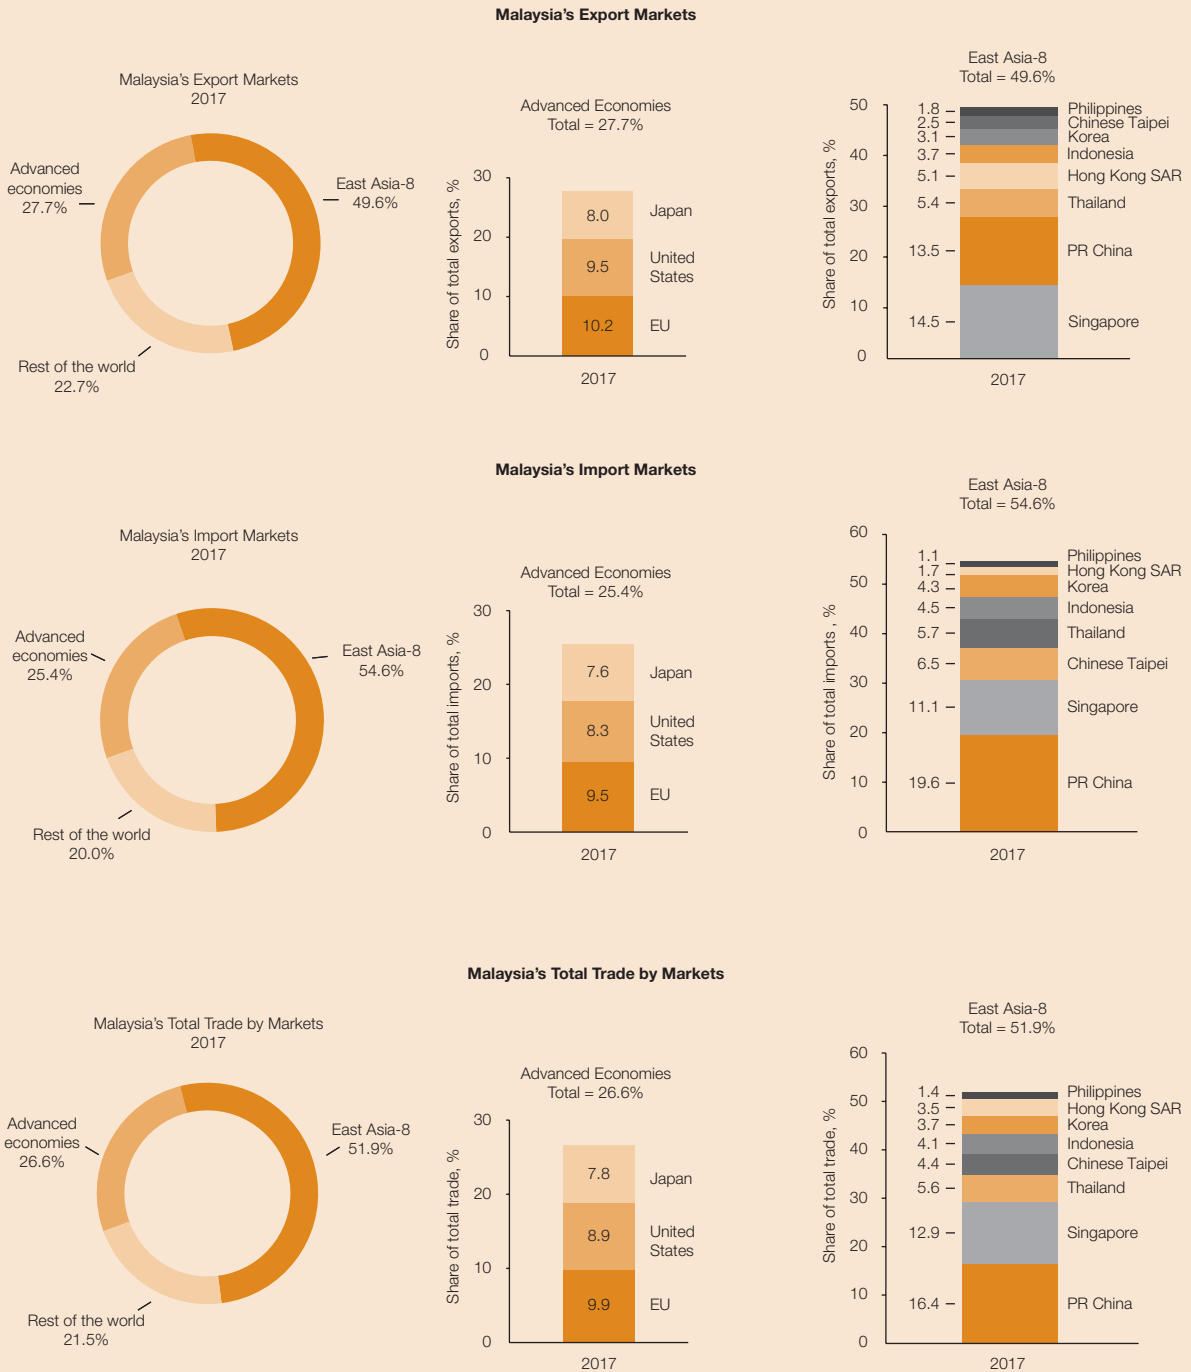 Malaysia's Export Markets
Malaysia's Export Markets
2017
Advanced
economies
27.7%
East Asia-8
49.6%
Rest of the world
22.7%
Advanced Economies
Total = 27.7%
Share of total exports, %
30
20
10
0
8.0
9.5
10.2
Japan
United
States
EU
2017
East Asia-8
Total = 49.6%
Share of total exports, %
50
40
30
20
10
0
1.8
2.5
3.1
3.7
5.1
5.4
13.5
14.5
Philippines
Chinese Taipei
Korea
Indonesia
Hong Kong SAR
Thailand
PR China
Singapore
2017
Malaysia's Import Markets
Malaysia's Import Markets
2017
Advanced
economies
25.4%
East Asia-8
54.6%
Rest of the world
20.0%
Advanced Economies
Total = 25.4%
Share of total imports, %
30
20
10
0
7.6
8.3
9.5
Japan
United
States
EU
2017
East Asia-8
Total = 54.6%
Share of total imports , %
60
50
40
30
20
10
0
1.1
1.7
4.3
4.5
5.7
6.5
11.1
19.6
Philippines
Hong Kong SAR
Korea
Indonesia
Thailand
Chinese Taipei
Singapore
PR China
2017
Malaysia's Total Trade by Markets
Malaysia's Total Trade by Markets
2017
Advanced
economies
26.6%
East Asia-8
51.9%
Rest of the world
21.5%
Advanced Economies
Total = 26.6%
Share of total trade, %
30
20
10
0
7.8
8.9
9.9
Japan
United
States
EU
2017
East Asia-8
Total = 51.9%
Share of total trade, %
60
50
40
30
20
10
0
1.4
3.5
3.7
4.1
4.4
5.6
12.9
16.4
Philippines
Hong Kong SAR
Korea
Indonesia
Chinese Taipei
Thailand
Singapore
PR China
2017